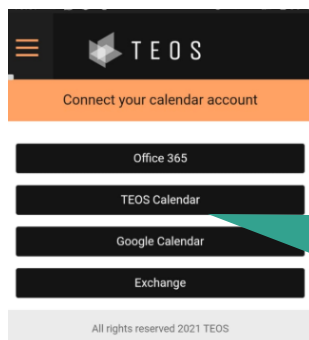 TEOS
Connect your calendar account
Office 365
TEOS Calendar
Google Calendar
Exchange
All rights reserved 2021 TEOS